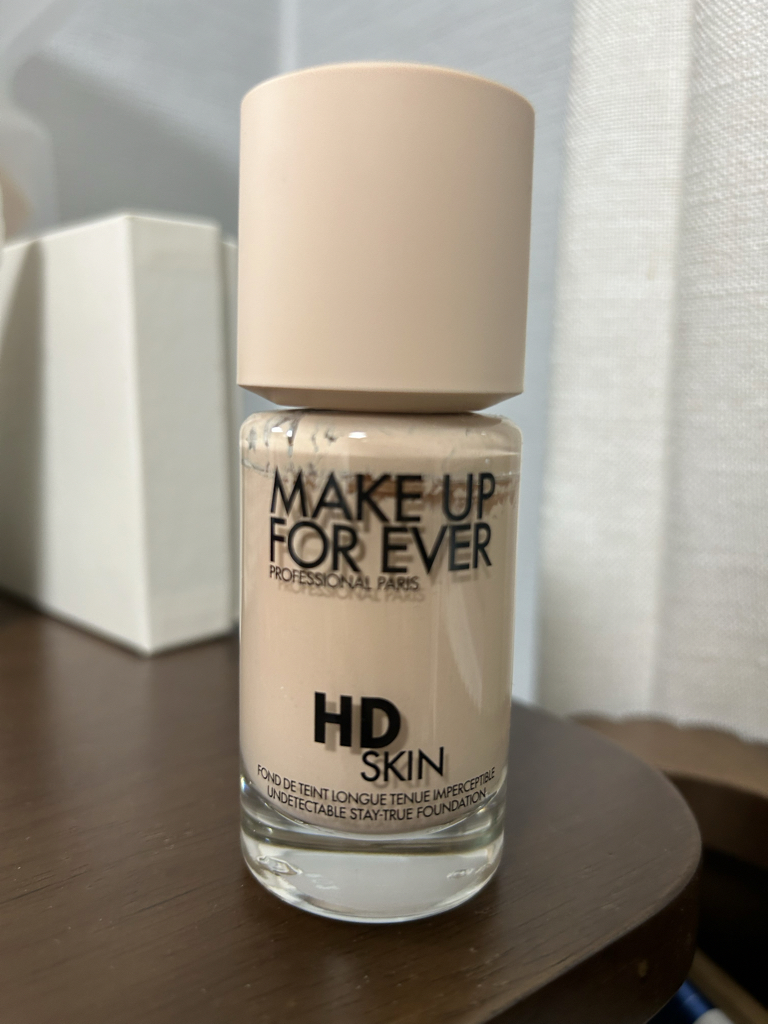 MAKE UP
FOR EVER
PROFESSIONAL PARIS
HD
SKIN
FOND DE TEINT LONGUE TENUE IMPERCEPTIBLE
UNDETECTABLE STAY-TRUE FOUNDATION